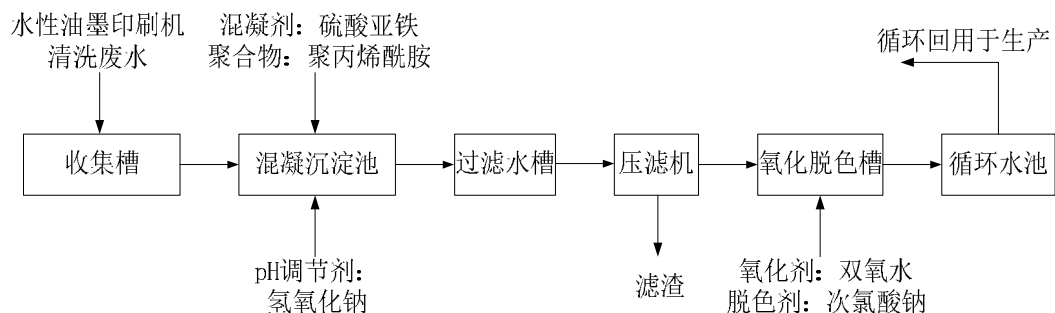 水性油墨印刷机
清洗废水
混凝剂：硫酸亚铁
聚合物：聚丙烯酰胺
循环回用于生产
收集槽
混凝沉淀池
过滤水槽
压滤机
氧化脱色槽
循环水池
pH调节剂：
氢氧化钠
滤渣
氧化剂：双氧水
脱色剂：次氯酸钠